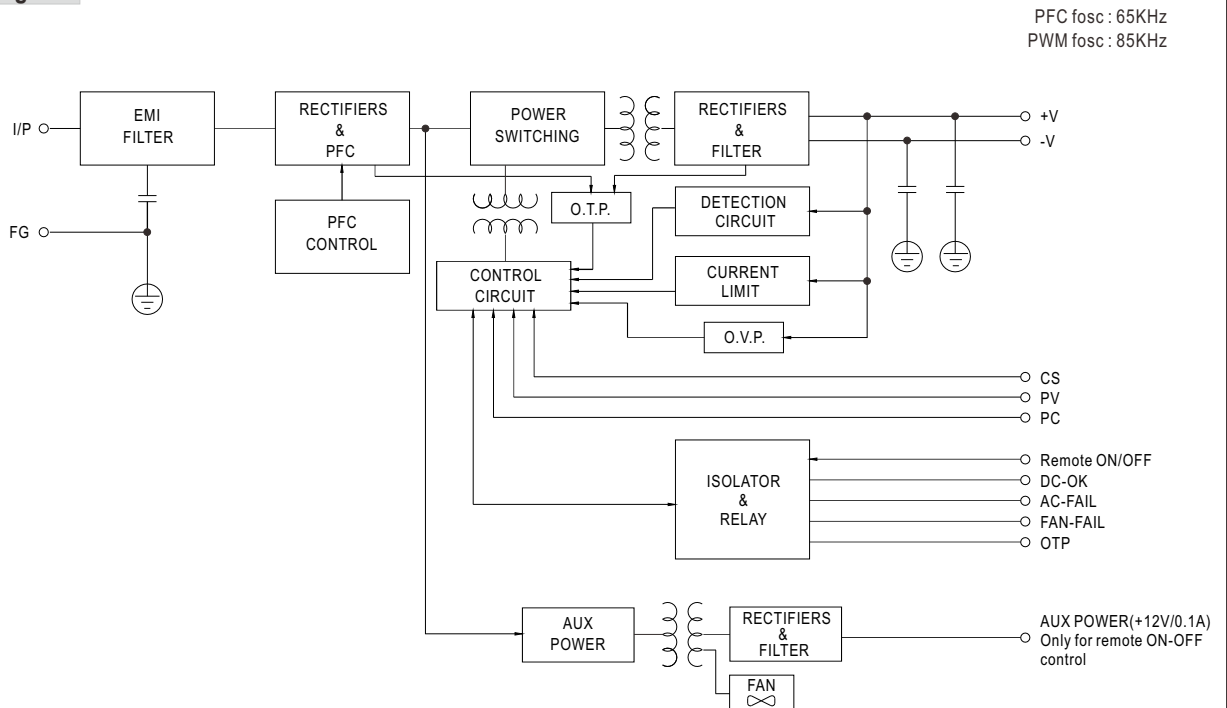 PFC fosc : 65KHz
PWM fosc : 85KHz
I/P
EMI
FILTER
RECTIFIERS
&
PFC
POWER
SWITCHING
RECTIFIERS
&
FILTER
+V
-V
FG
PFC
CONTROL
O.T.P.
DETECTION
CIRCUIT
CONTROL
CIRCUIT
CURRENT
LIMIT
O.V.P.
CS
PV
PC
ISOLATOR
&
RELAY
Remote ON/OFF
DC-OK
AC-FAIL
FAN-FAIL
OTP
AUX
POWER
RECTIFIERS
&
FILTER
AUX POWER(+12V/0.1A)
Only for remote ON-OFF
control
FAN